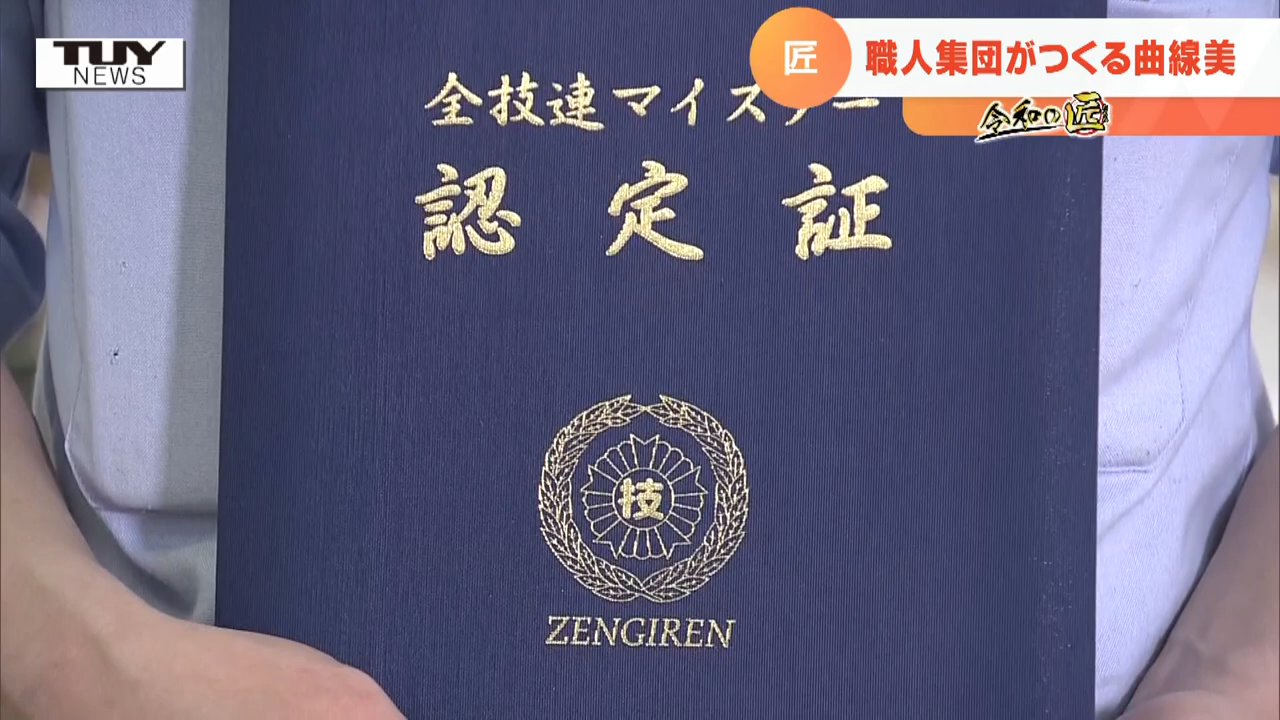 TUY
NEWS
匠
職人集団がつくる曲線美
令和の匠
全技連マイスター
認定証
技
ZENGIREN